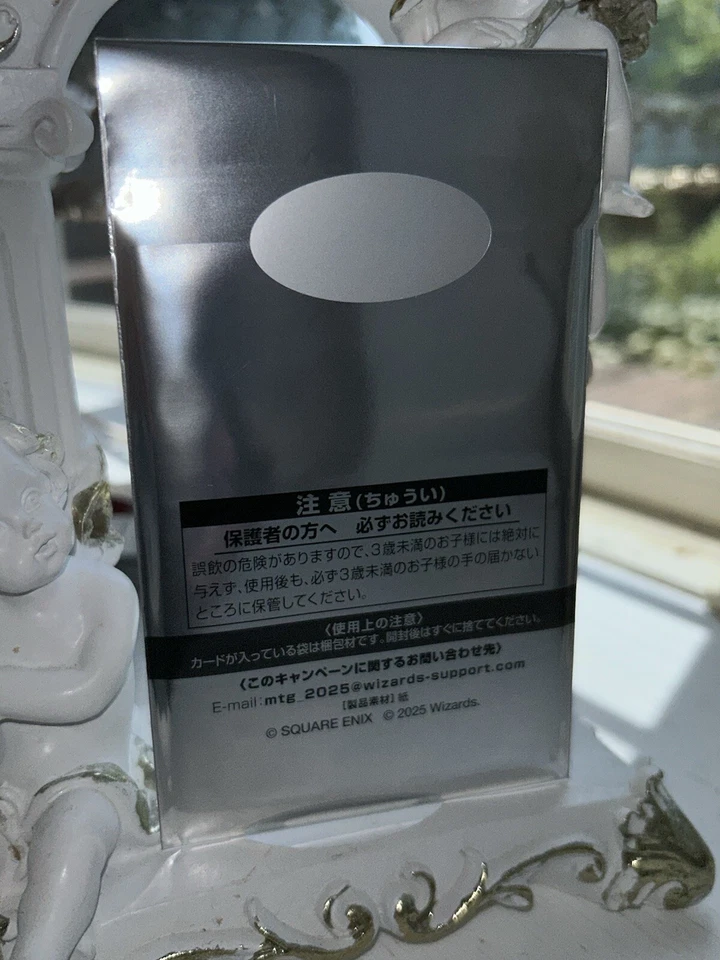 注意(ちゅうい)
保護者の方へ 必ずお読みください
誤飲の危険がありますので、3歳未満のお子様には絶対に
与えず、使用後も、必ず3歳未満のお子様の手の届かない
ところに保管してください。
〈使用上の注意〉
カードが入っている袋は梱包材です。開封後はすぐに捨ててください。
〈このキャンペーンに関するお問い合わせ先〉
E-mail:mtg_2025@wizards-support.com
[製品素材] 紙
© SQUARE ENIX © 2025 Wizards.